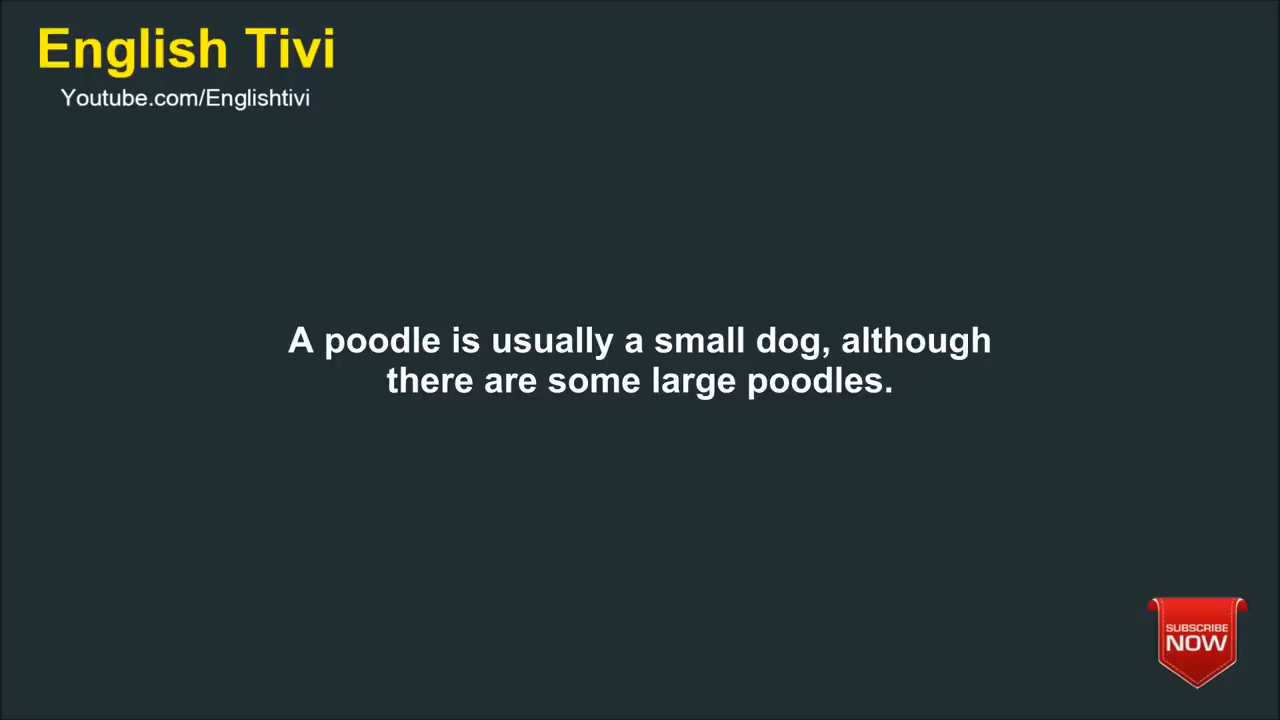 English Tivi
Youtube.com/Englishtivi
A poodle is usually a small dog, although
there are some large poodles.
SUBSCRIBE
NOW